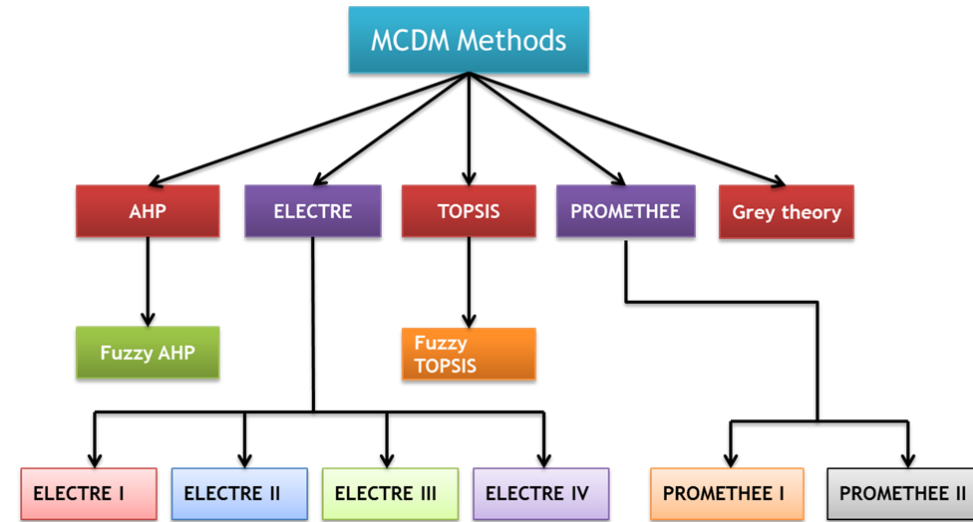 MCDM Methods
AHP
ELECTRE
TOPSIS
PROMETHEE
Grey theory
Fuzzy AHP
Fuzzy
TOPSIS
ELECTRE I
ELECTRE II
ELECTRE III
ELECTRE IV
PROMETHEE I
PROMETHEE II